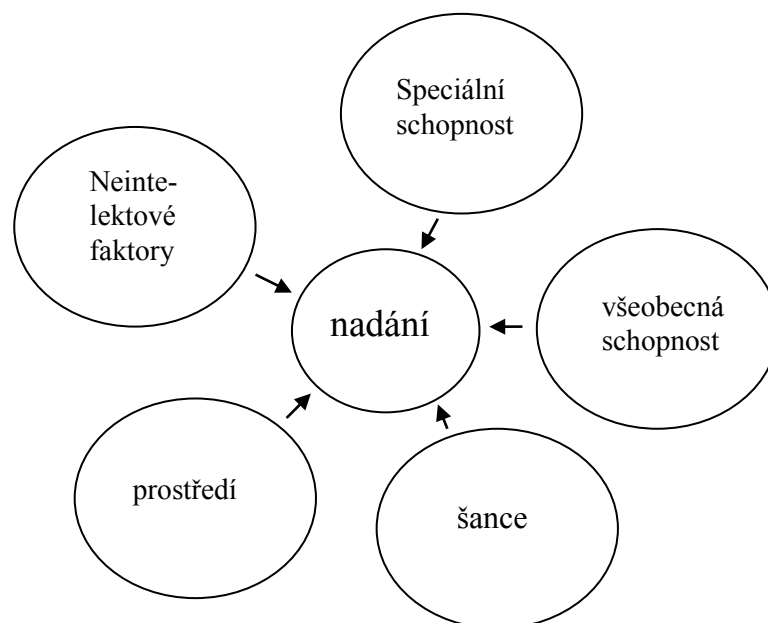 Speciální
schopnost
Neinte-
lektové
faktory
nadání
všeobecná
schopnost
prostředí
šance